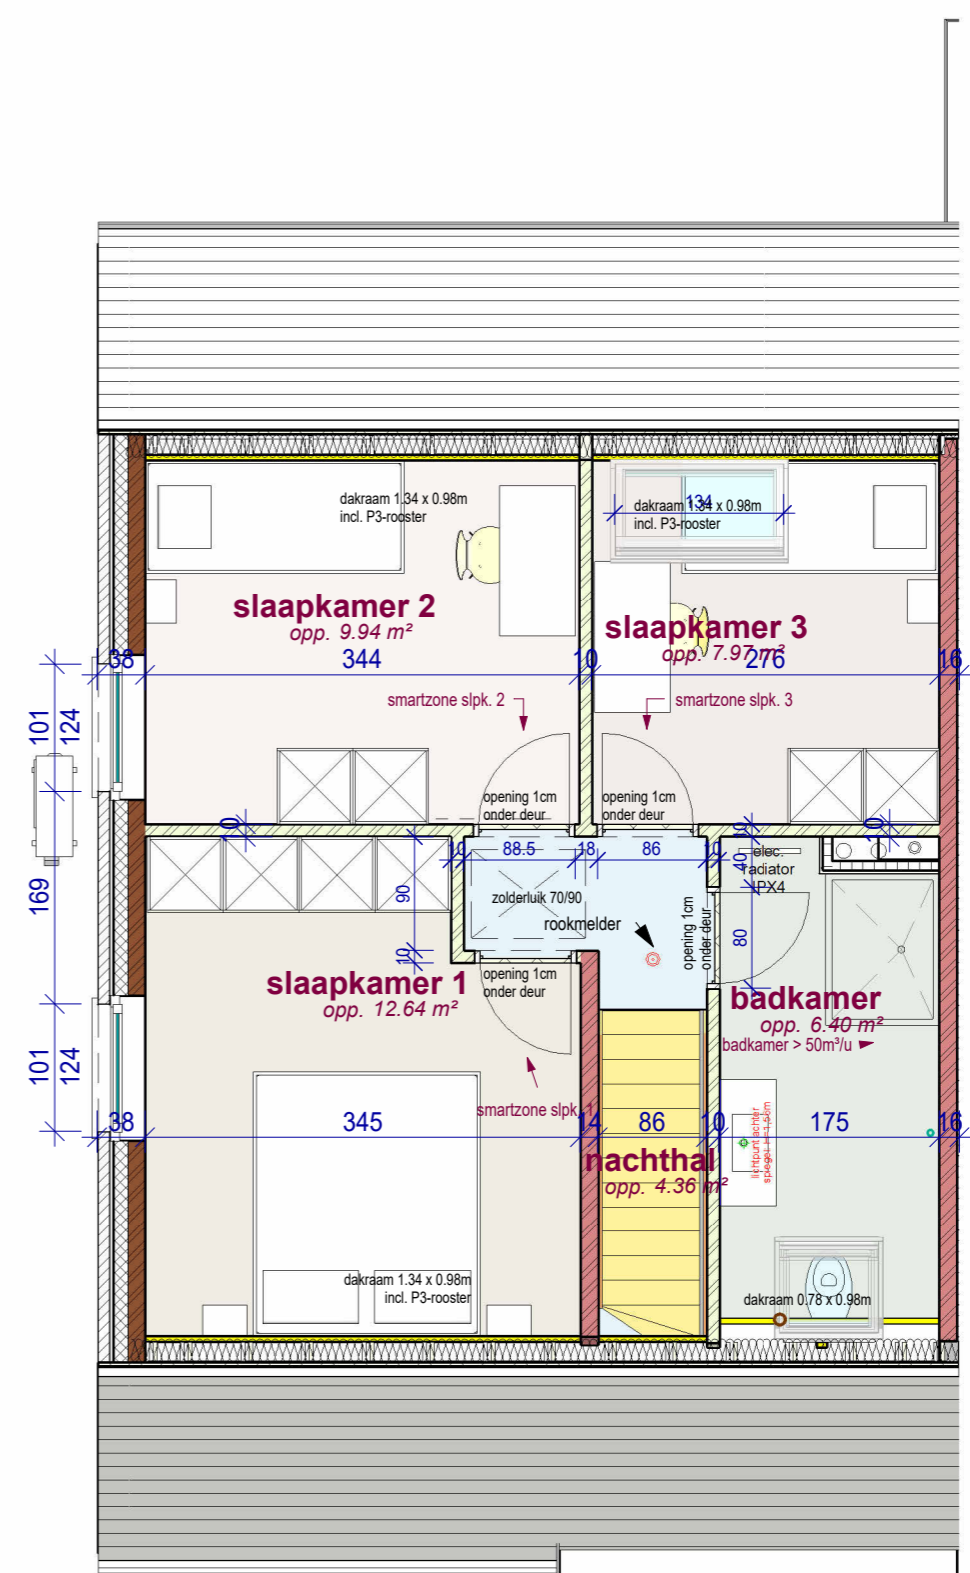 dakraam 1.34 x 0.98m
incl. P3-rooster
134
dakraam 1.34 x 0.98m
incl. P3-rooster
slaapkamer 2
opp. 9.94 m²
slaapkamer 3
opp. 7.97 m²
38
344
10
276
16
smartzone slpk. 2
smartzone slpk. 3
101
124
opening 1cm
onder deur
opening 1cm
onder deur
10
10
10
10
88.5
18
86
10
40
elec.
radiator
IPX4
90
zolderluik 70/90
rookmelder
opening 1cm
onder deur
80
169
10
slaapkamer 1
opp. 12.64 m²
opening 1cm
onder deur
badkamer
opp. 6.40 m²
badkamer > 50m³/u
101
124
smartzone slpk. 1
38
345
14
86
10
175
16
lichtpunt achter
spiegel H=1,55m
nachthal
opp. 4.36 m²
dakraam 1.34 x 0.98m
incl. P3-rooster
dakraam 0.78 x 0.98m